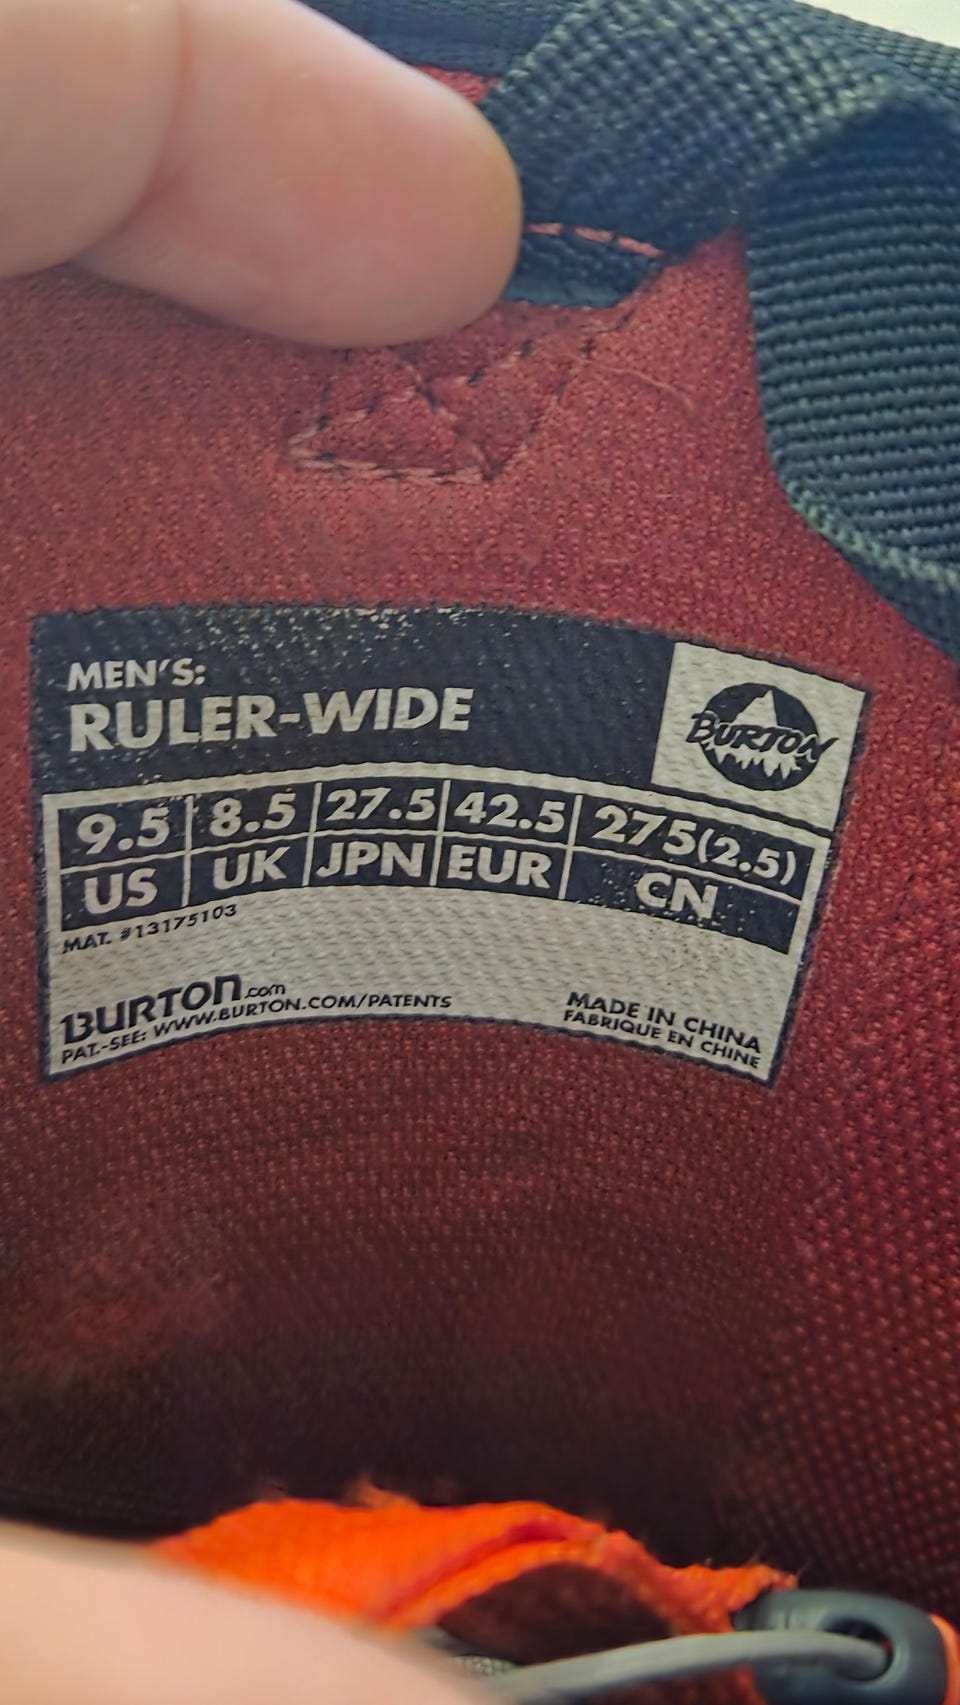 MEN'S:
RULER-WIDE
BURTON
9.5 8.5 27.5 42.5 275(2.5)
US UK JPN EUR CN
MAT. #13175103
BURTON.com
PAT.-SEE: WWW.BURTON.COM/PATENTS
MADE IN CHINA
FABRIQUE EN CHINE